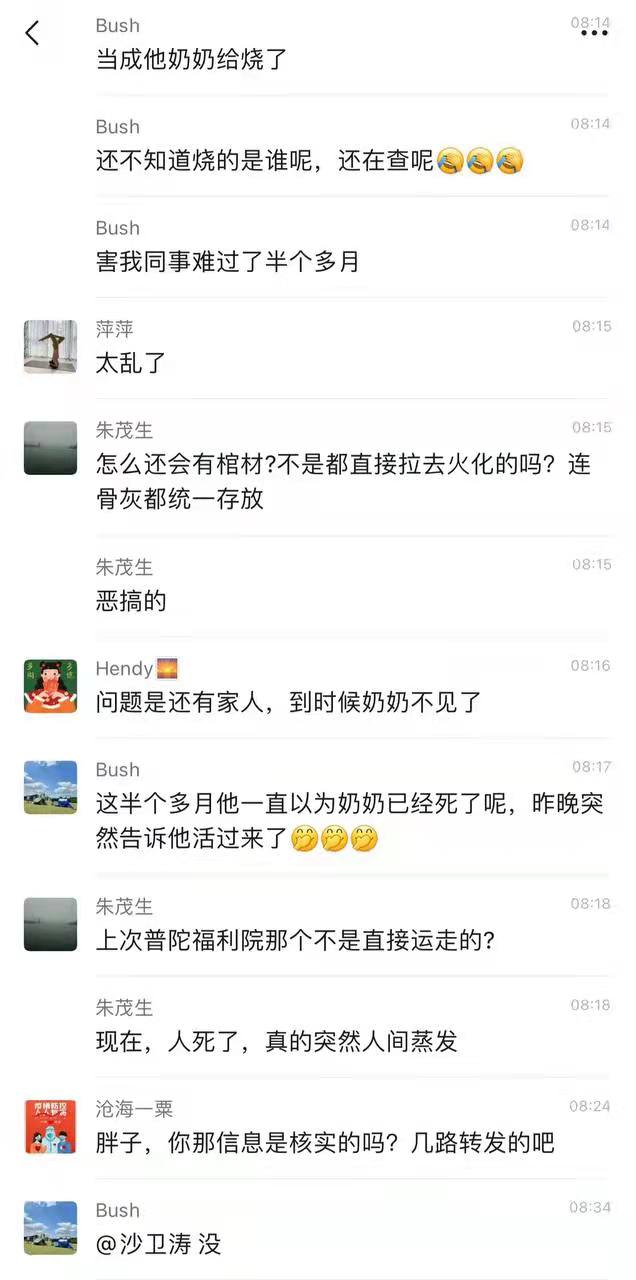 Bush
08:14
当成他奶奶给烧了
Bush
08:14
还不知道烧的是谁呢，还在查呢🤣🤣🤣
Bush
08:14
害我同事难过了半个多月
萍萍
08:15
太乱了
朱茂生
08:15
怎么还会有棺材?不是都直接拉去火化的吗？连
骨灰都统一存放
朱茂生
08:15
恶搞的
Hendy🌅
08:16
问题是还有家人，到时候奶奶不见了
Bush
08:17
这半个多月他一直以为奶奶已经死了呢，昨晚突
然告诉他活过来了🤭🤭🤭
朱茂生
08:18
上次普陀福利院那个不是直接运走的?
朱茂生
08:18
现在，人死了，真的突然人间蒸发
沧海一粟
08:24
胖子，你那信息是核实的吗？几路转发的吧
Bush
08:34
@沙卫涛 没